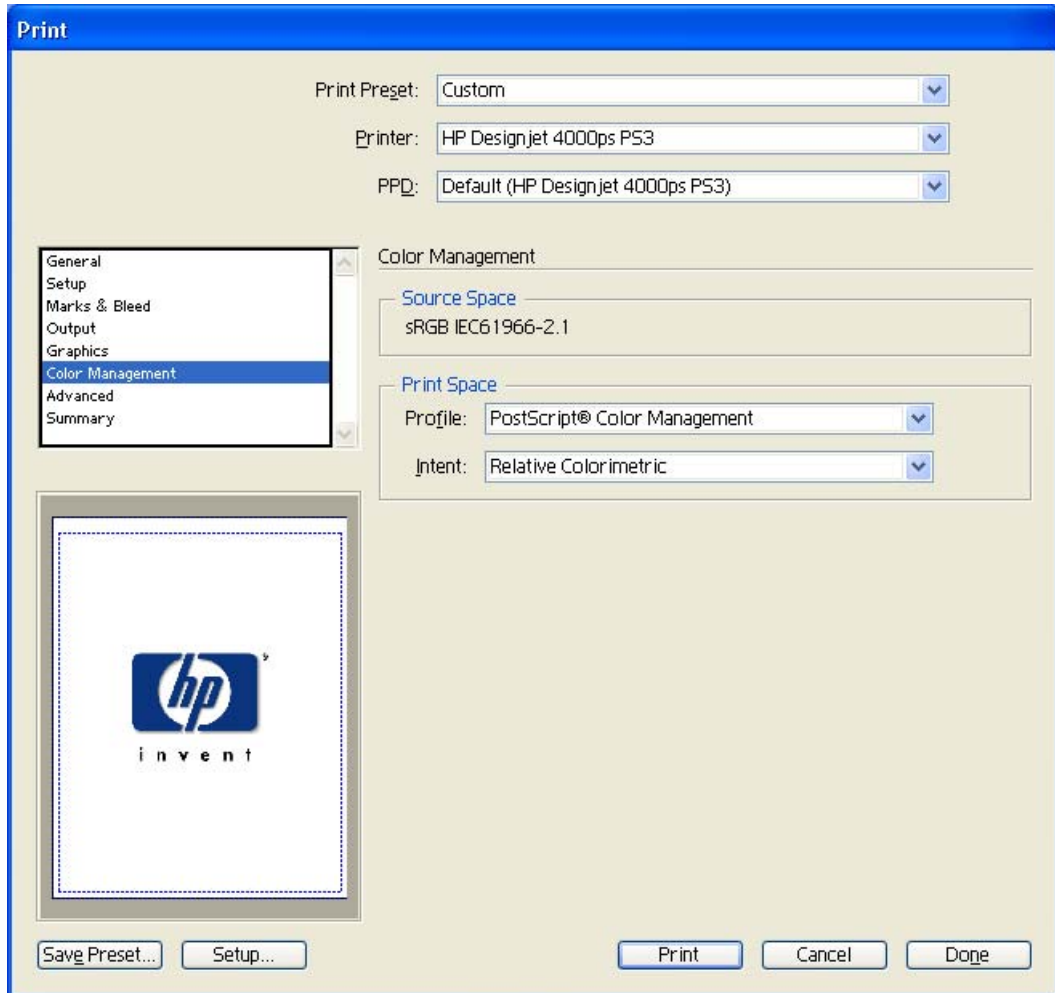 Print
Print Preset: Custom
Printer: HP Designjet 4000ps PS3
PPD: Default (HP Designjet 4000ps PS3)
General
Setup
Marks & Bleed
Output
Graphics
Color Management
Advanced
Summary
Color Management
Source Space
sRGB IEC61966-2.1
Print Space
Profile: PostScript® Color Management
Intent: Relative Colorimetric
hp
invent
Save Preset... Setup... Print Cancel Done